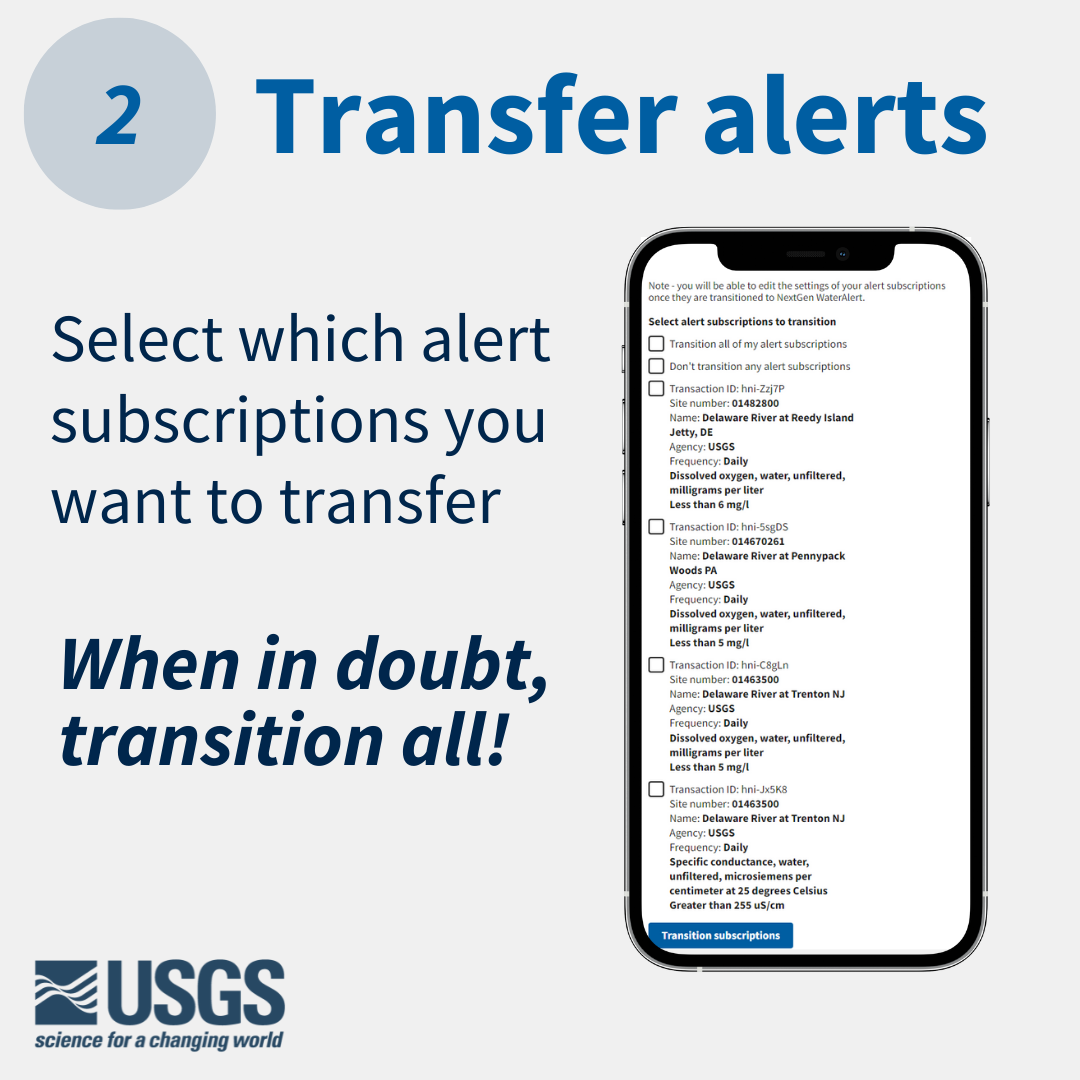 2
Transfer alerts
Select which alert
subscriptions you
want to transfer
When in doubt,
transition all!
Note - you will be able to edit the settings of your alert subscriptions
once they are transitioned to NextGen WaterAlert.
Select alert subscriptions to transition
Transition all of my alert subscriptions
Don't transition any alert subscriptions
Transaction ID: hni-Zzj7P
Site number: 01482800
Name: Delaware River at Reedy Island
Jetty, DE
Agency: USGS
Frequency: Daily
Dissolved oxygen, water, unfiltered,
milligrams per liter
Less than 6 mg/l
Transaction ID: hni-5sgDS
Site number: 014670261
Name: Delaware River at Pennypack
Woods PA
Agency: USGS
Frequency: Daily
Dissolved oxygen, water, unfiltered,
milligrams per liter
Less than 5 mg/l
Transaction ID: hni-C8gLn
Site number: 01463500
Name: Delaware River at Trenton NJ
Agency: USGS
Frequency: Daily
Dissolved oxygen, water, unfiltered,
milligrams per liter
Less than 5 mg/l
Transaction ID: hni-Jx5K8
Site number: 01463500
Name: Delaware River at Trenton NJ
Agency: USGS
Frequency: Daily
Specific conductance, water,
unfiltered, microsiemens per
centimeter at 25 degrees Celsius
Greater than 255 uS/cm
Transition subscriptions
USGS
science for a changing world